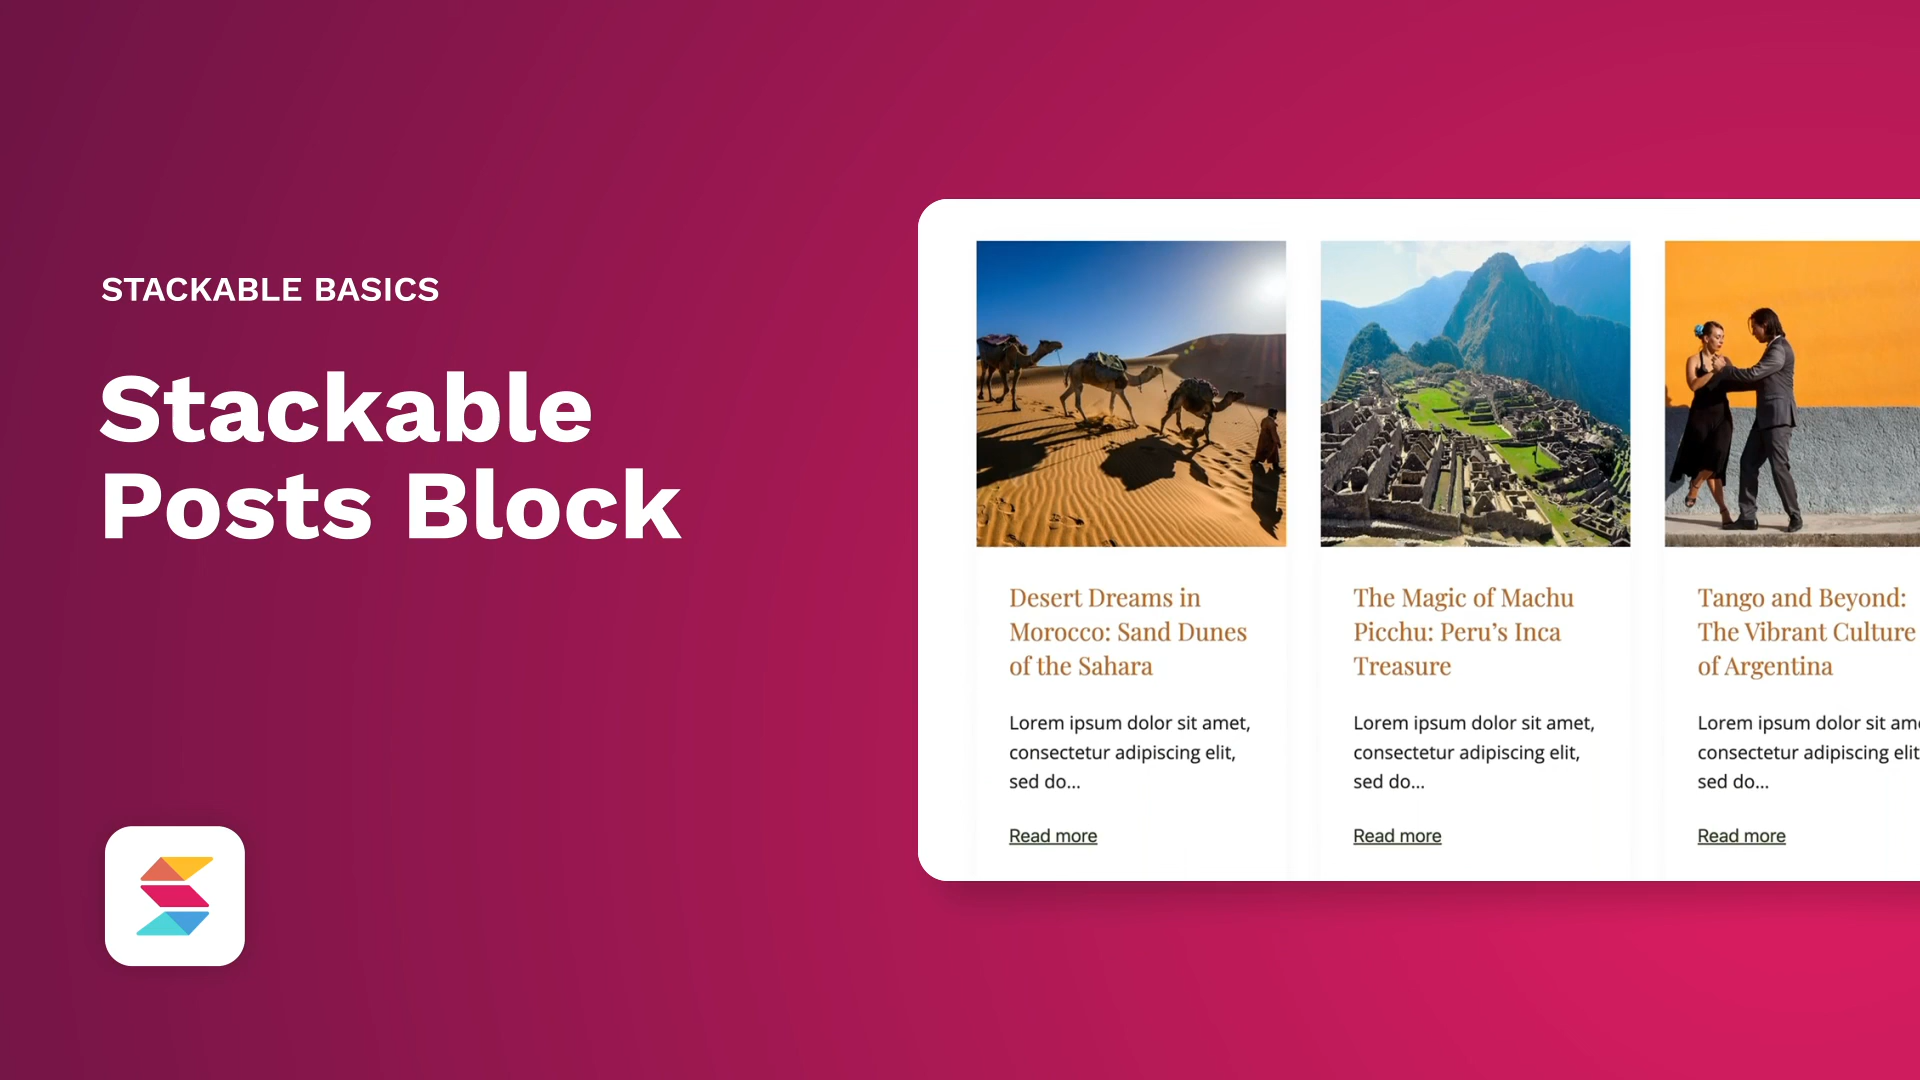 STACKABLE BASICS
Stackable
Posts Block
Desert Dreams in
Morocco: Sand Dunes
of the Sahara
Lorem ipsum dolor sit amet,
consectetur adipiscing elit,
sed do...
Read more
The Magic of Machu
Picchu: Peru’s Inca
Treasure
Lorem ipsum dolor sit amet,
consectetur adipiscing elit,
sed do...
Read more
Tango and Beyond:
The Vibrant Culture
of Argentina
Lorem ipsum dolor sit
consectetur adipiscing elit
sed do...
Read more